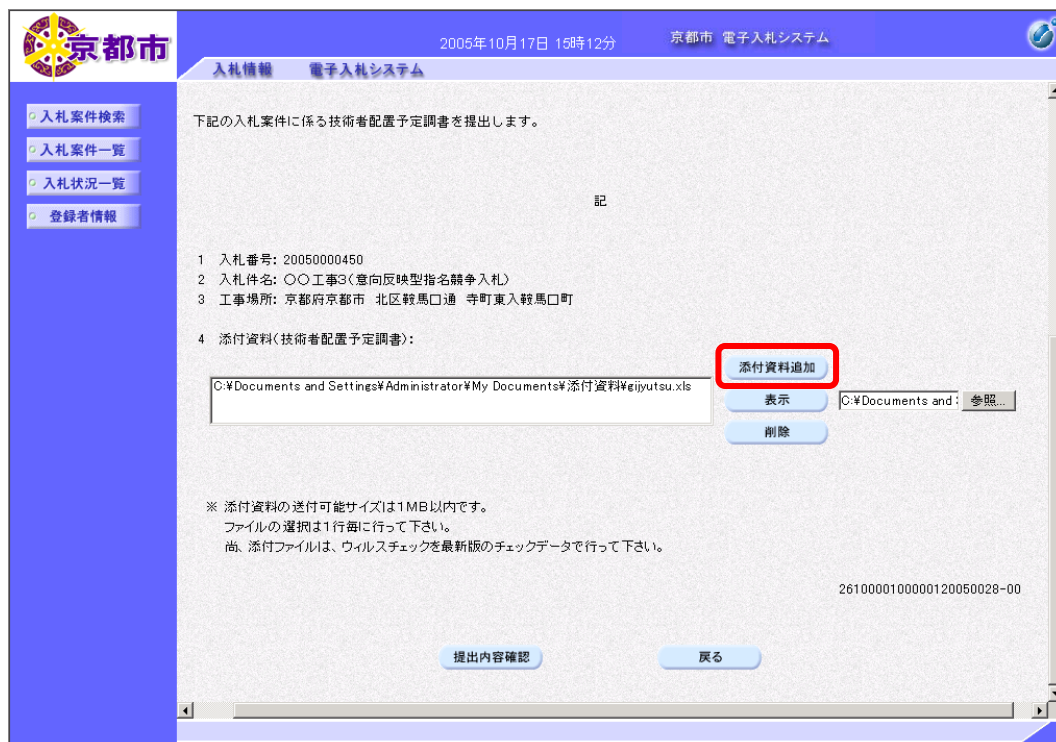 京都市
2005年10月17日 15時12分
京都市 電子入札システム
入札情報 電子入札システム
入札案件検索
入札案件一覧
入札状況一覧
登録者情報
下記の入札案件に係る技術者配置予定調書を提出します。
記
1 入札番号: 20050000450
2 入札件名: 〇〇工事3(意向反映型指名競争入札)
3 工事場所: 京都府京都市 北区鞍馬口通 寺町東入鞍馬口町
4 添付資料(技術者配置予定調書):
添付資料追加
C:¥Documents and Settings¥Administrator¥My Documents¥添付資料¥gijyutsu.xls
表示
C:¥Documents and
参照...
削除
※ 添付資料の送付可能サイズは1MB以内です。
ファイルの選択は1行毎に行って下さい。
尚、添付ファイルは、ウィルスチェックを最新版のチェックデータで行って下さい。
2610000100000120050028-00
提出内容確認
戻る